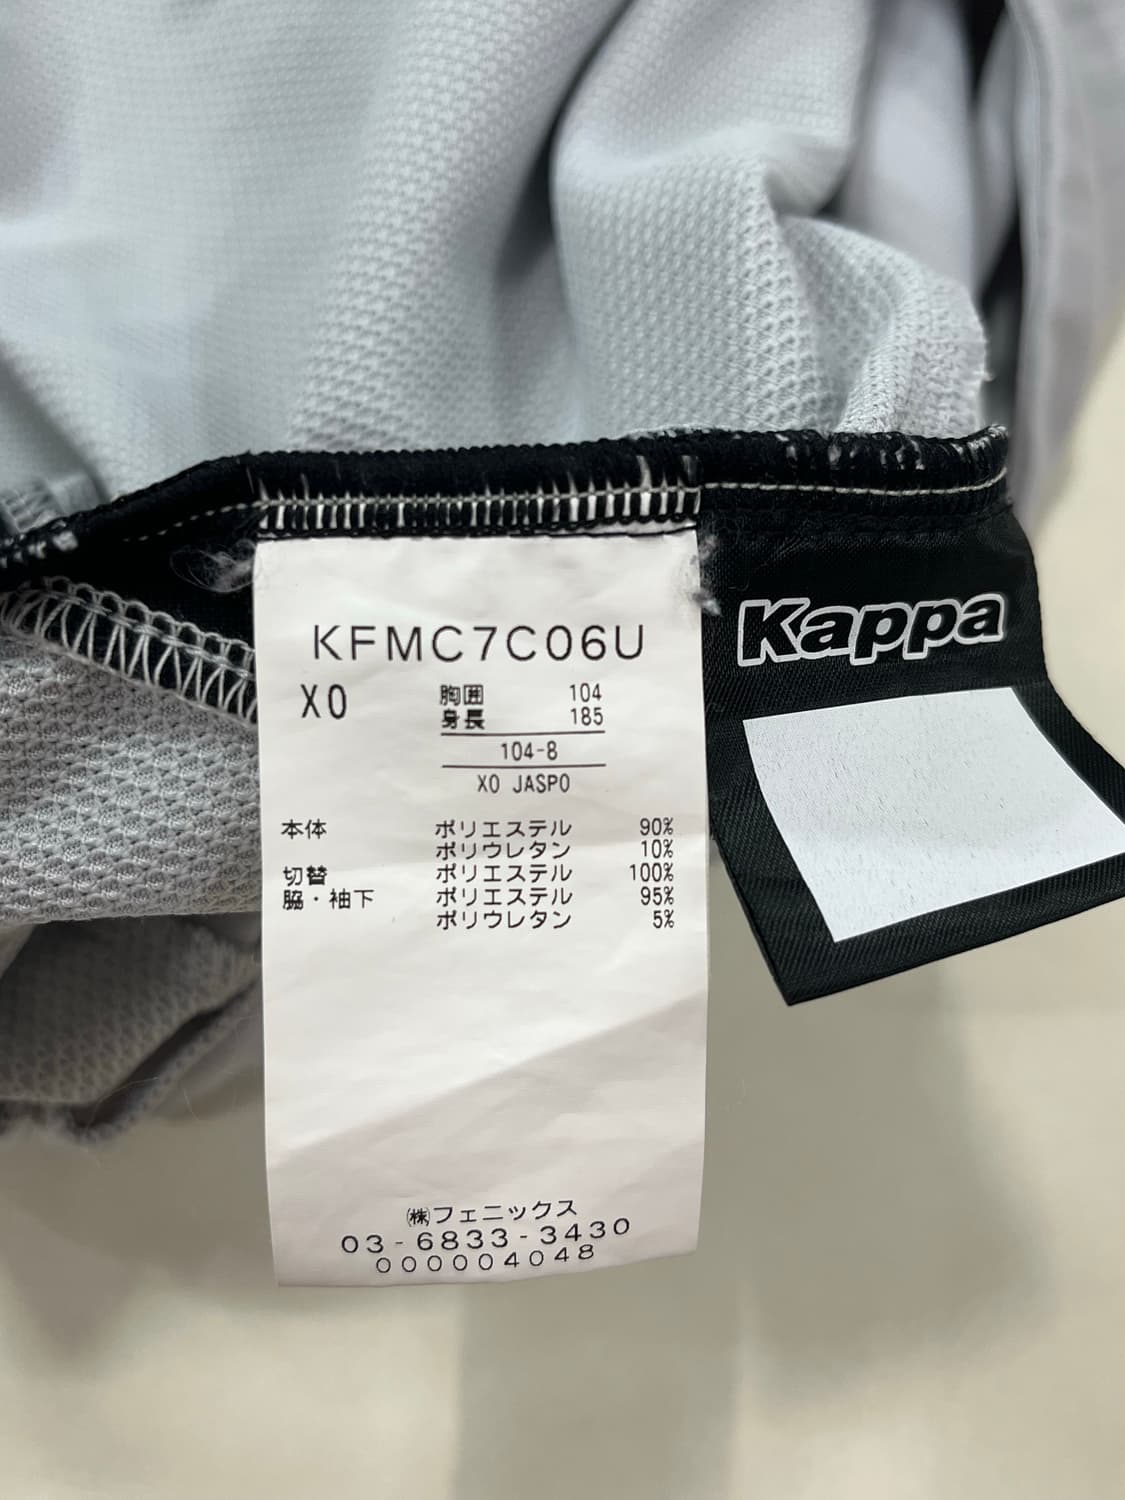 KFMC7C06U
XO 胸囲 104
身長 185
104-8
XO JASPO
本体 ポリエステル 90%
ポリウレタン 10%
切替 ポリエステル 100%
脇・袖下 ポリエステル 95%
ポリウレタン 5%
㈱フェニックス
03-6833-3430
000004048
Kappa